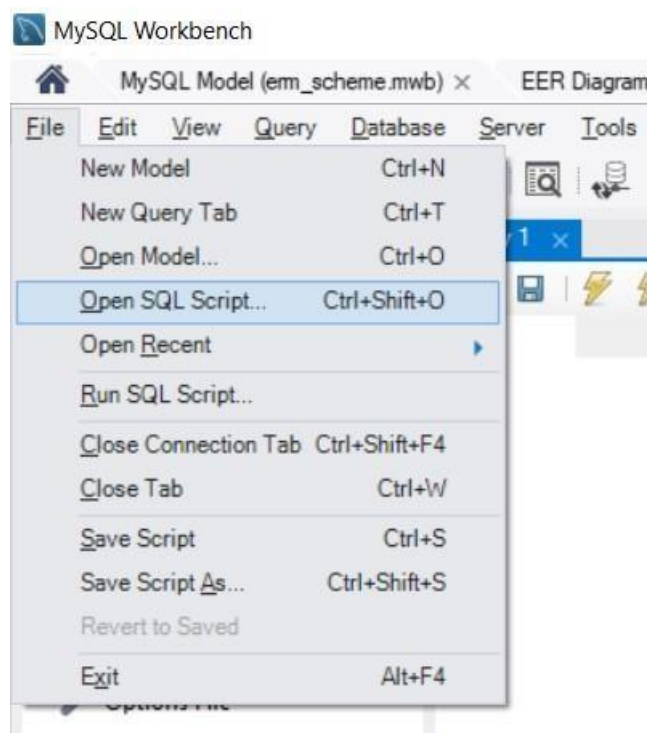 MySQL Workbench
MySQL Model (erm_scheme.mwb) × EER Diagram
File Edit View Query Database Server Tools
New Model Ctrl+N
New Query Tab Ctrl+T
1 ×
Open Model... Ctrl+O
Open SQL Script... Ctrl+Shift+O
Open Recent
Run SQL Script...
Close Connection Tab Ctrl+Shift+F4
Close Tab Ctrl+W
Save Script Ctrl+S
Save Script As... Ctrl+Shift+S
Revert to Saved
Exit Alt+F4
Options File